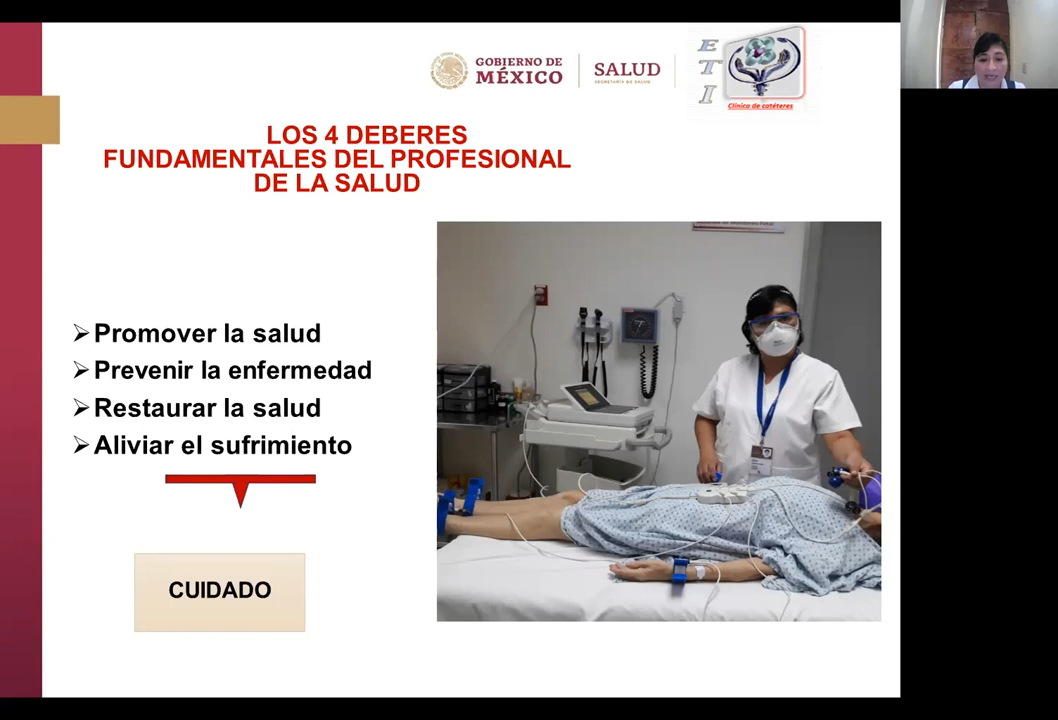 GOBIERNO DE
MÉXICO
SALUD
SECRETARÍA DE SALUD
ETI
Clínica de catéteres
LOS 4 DEBERES
FUNDAMENTALES DEL PROFESIONAL
DE LA SALUD
➢Promover la salud
➢Prevenir la enfermedad
➢Restaurar la salud
➢Aliviar el sufrimiento
CUIDADO